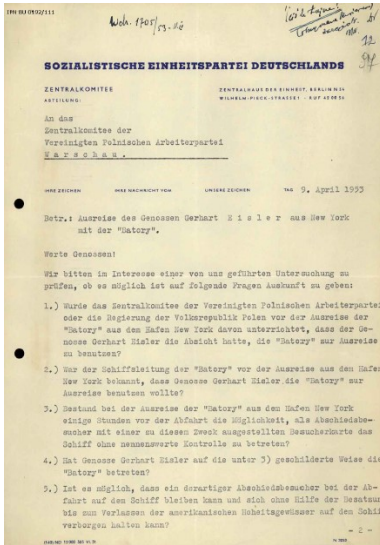 IPN BU 0902/111
Wch. 1705/53
12
97
SOZIALISTISCHE EINHEITSPARTEI DEUTSCHLANDS
ZENTRALKOMITEE
ABTEILUNG:
ZENTRALHAUS DER EINHEIT, BERLIN N 54
WILHELM-PIECK-STRASSE 1 - RUF
An das
Zentralkomitee der
Vereinigten Polnischen Arbeiterpartei
W a r s c h a u .
IHRE ZEICHEN IHRE NACHRICHT VOM UNSERE ZEICHEN TAG 9. April 1953
Betr.: Ausreise des Genossen Gerhart E i s l e r aus New York
mit der "Batory".
Werte Genossen!
Wir bitten im Interesse einer von uns geführten Untersuchung zu
prüfen, ob es möglich ist auf folgende Fragen Auskunft zu geben:
1.) Wurde das Zentralkomitee der Vereinigten Polnischen Arbeiterpartei
oder die Regierung der Volksrepublik Polen vor der Ausreise der
"Batory" aus dem Hafen New York davon unterrichtet, dass der Ge-
nosse Gerhart Eisler die Absicht hatte, die "Batory" zur Ausreise
zu benutzen?
2.) War der Schiffsleitung der "Batory" vor der Ausreise aus dem Hafen
New York bekannt, dass Genosse Gerhart Eisler die "Batory" zur
Ausreise benutzen wollte?
3.) Bestand bei der Ausreise der "Batory" aus dem Hafen New York
einige Stunden vor der Abfahrt die Möglichkeit, als Abschiedsbe-
sucher mit einer zu diesem Zweck ausgestellten Besucherkarte das
Schiff ohne nennenswerte Kontrolle zu betreten?
4.) Hat Genosse Gerhart Eisler auf die unter 3) geschilderte Weise die
"Batory" betreten?
5.) Ist es möglich, dass ein derartiger Abschiedsbesucher bei der Ab-
fahrt auf dem Schiff bleiben kann und sich ohne Hilfe der Besatzung
bis zum Verlassen der amerikanischen Hoheitsgewässer auf dem Schiff
verborgen halten kann?
- 2 -